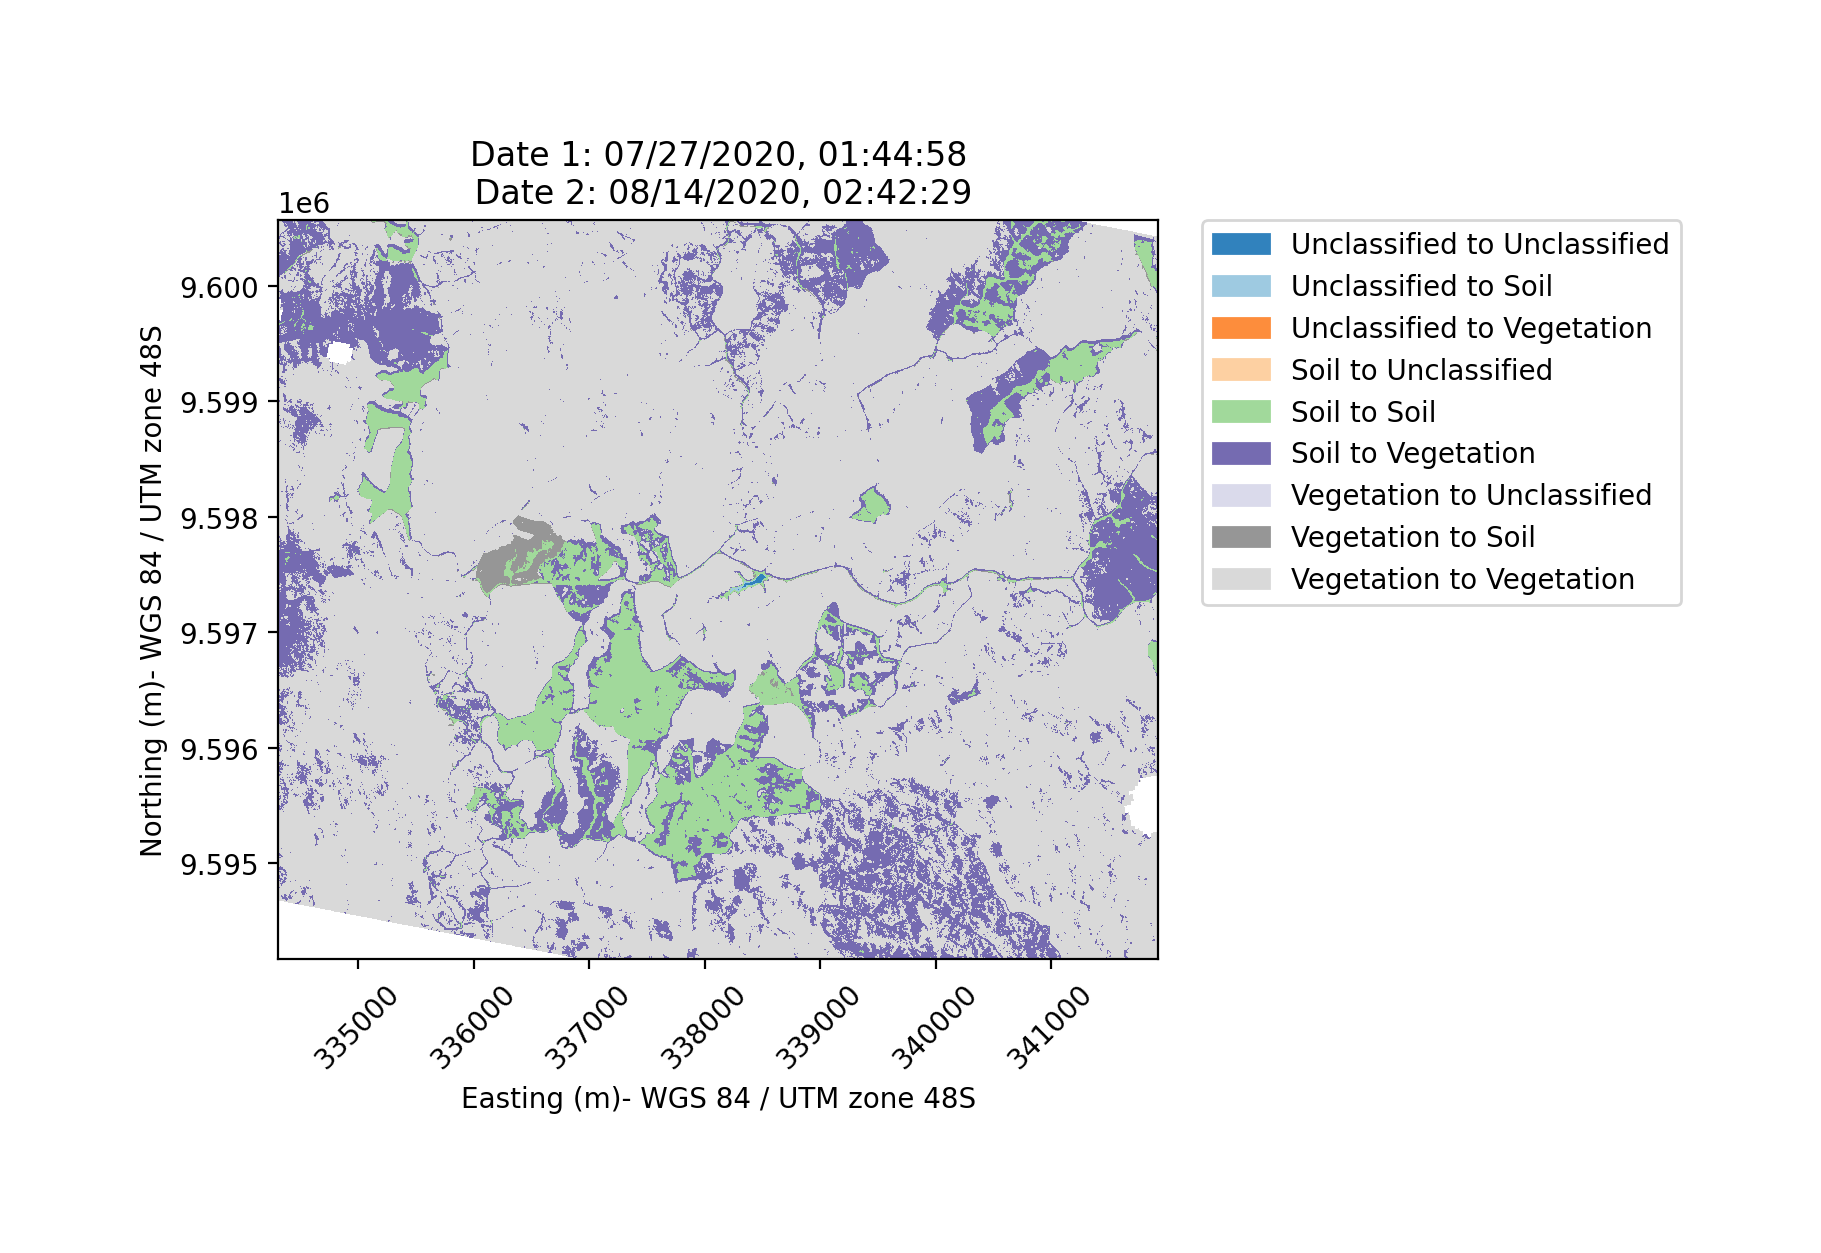 Date 1: 07/27/2020, 01:44:58
Date 2: 08/14/2020, 02:42:29
1e6
9.600
9.599
9.598
9.597
9.596
9.595
Northing (m)- WGS 84 / UTM zone 48S
335000
336000
337000
338000
339000
340000
341000
Easting (m)- WGS 84 / UTM zone 48S
Unclassified to Unclassified
Unclassified to Soil
Unclassified to Vegetation
Soil to Unclassified
Soil to Soil
Soil to Vegetation
Vegetation to Unclassified
Vegetation to Soil
Vegetation to Vegetation